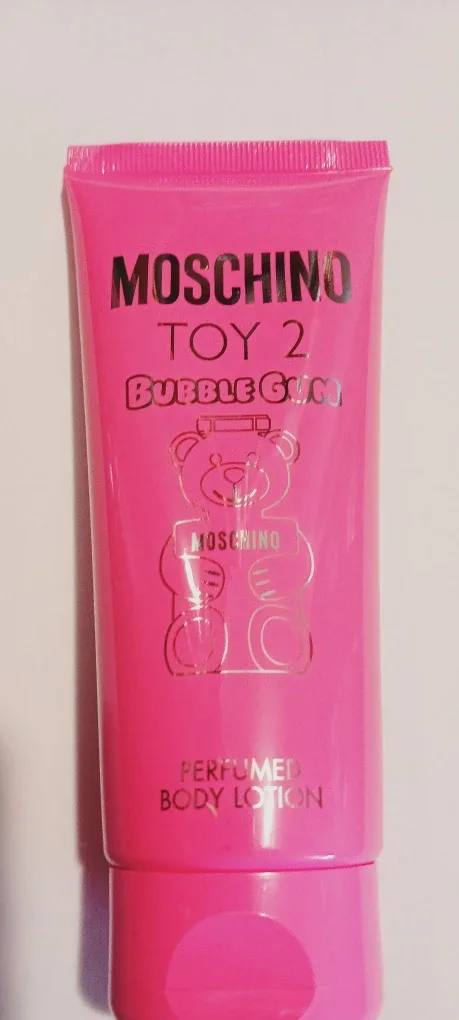 MOSCHINO
TOY 2
BUBBLE GUM
MOSCHINO
PERFUMED
BODY LOTION